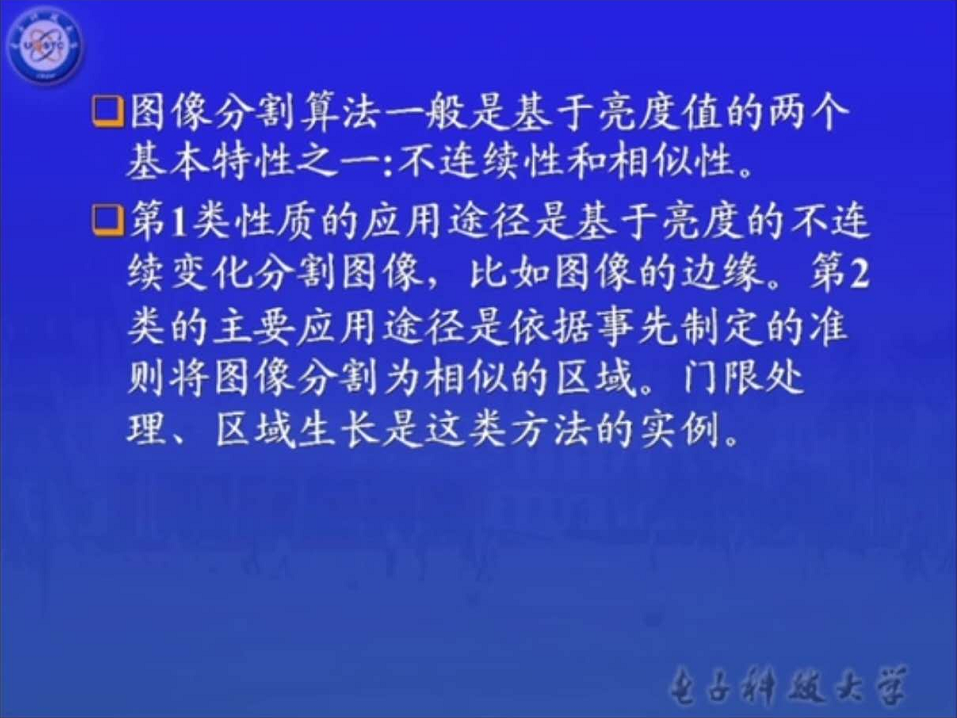 图像分割算法一般是基于亮度值的两个
基本特性之一:不连续性和相似性。
第1类性质的应用途径是基于亮度的不连
续变化分割图像，比如图像的边缘。第2
类的主要应用途径是依据事先制定的准
则将图像分割为相似的区域。门限处
理、区域生长是这类方法的实例。
电子科技大学